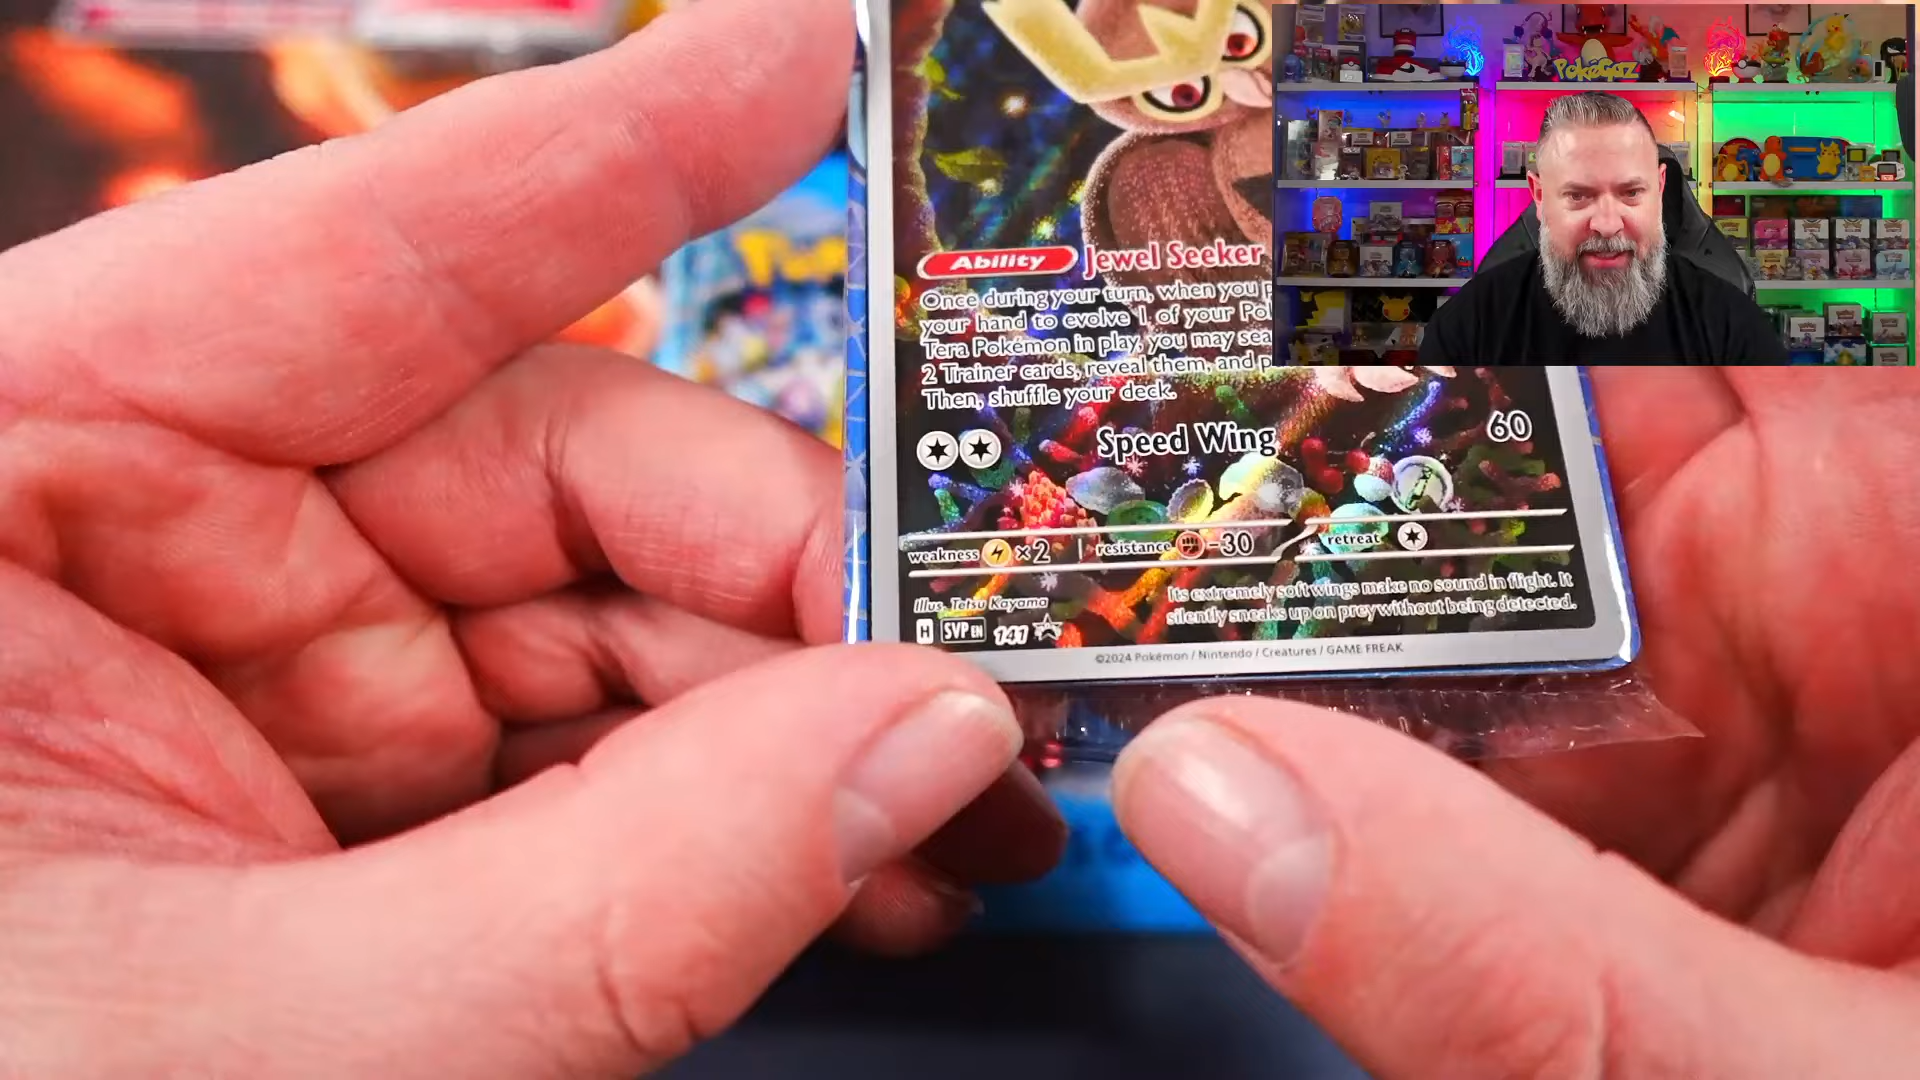 PokéGaz
Ability Jewel Seeker
Once during your turn, when you p
your hand to evolve 1 of your Po
Tera Pokémon in play, you may sea
2 Trainer cards, reveal them, and p
Then, shuffle your deck.
Speed Wing 60
weakness ×2 resistance -30 retreat
Illus. Tetsu Kayama
Its extremely soft wings make no sound in flight. It
silently sneaks up on prey without being detected.
H SVP EN 141
©2024 Pokémon / Nintendo / Creatures / GAME FREAK